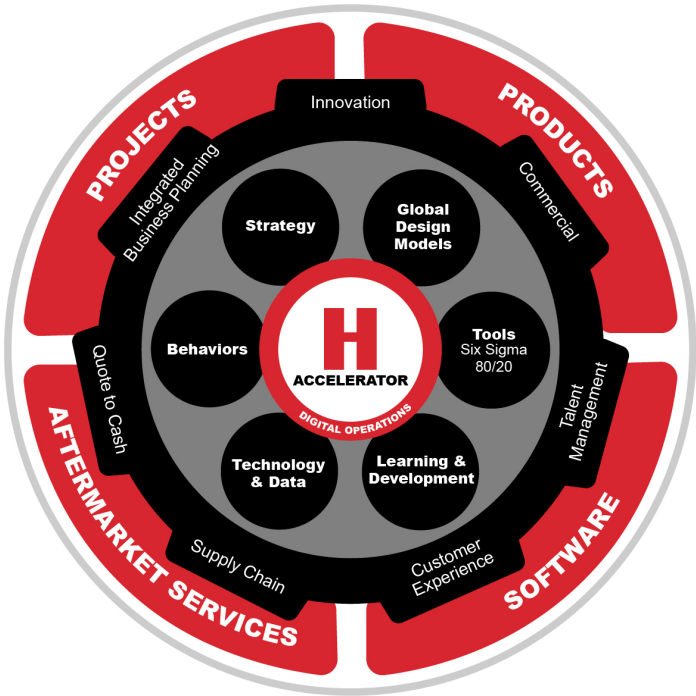 PROJECTS
PRODUCTS
Innovation
Integrated
Business Planning
Commercial
Strategy
Global
Design
Models
Behaviors
H
ACCELERATOR
DIGITAL OPERATIONS
Tools
Six Sigma
80/20
Quote to Cash
Talent
Management
Technology
& Data
Learning &
Development
Supply Chain
Customer
Experience
AFTERMARKET SERVICES
SOFTWARE